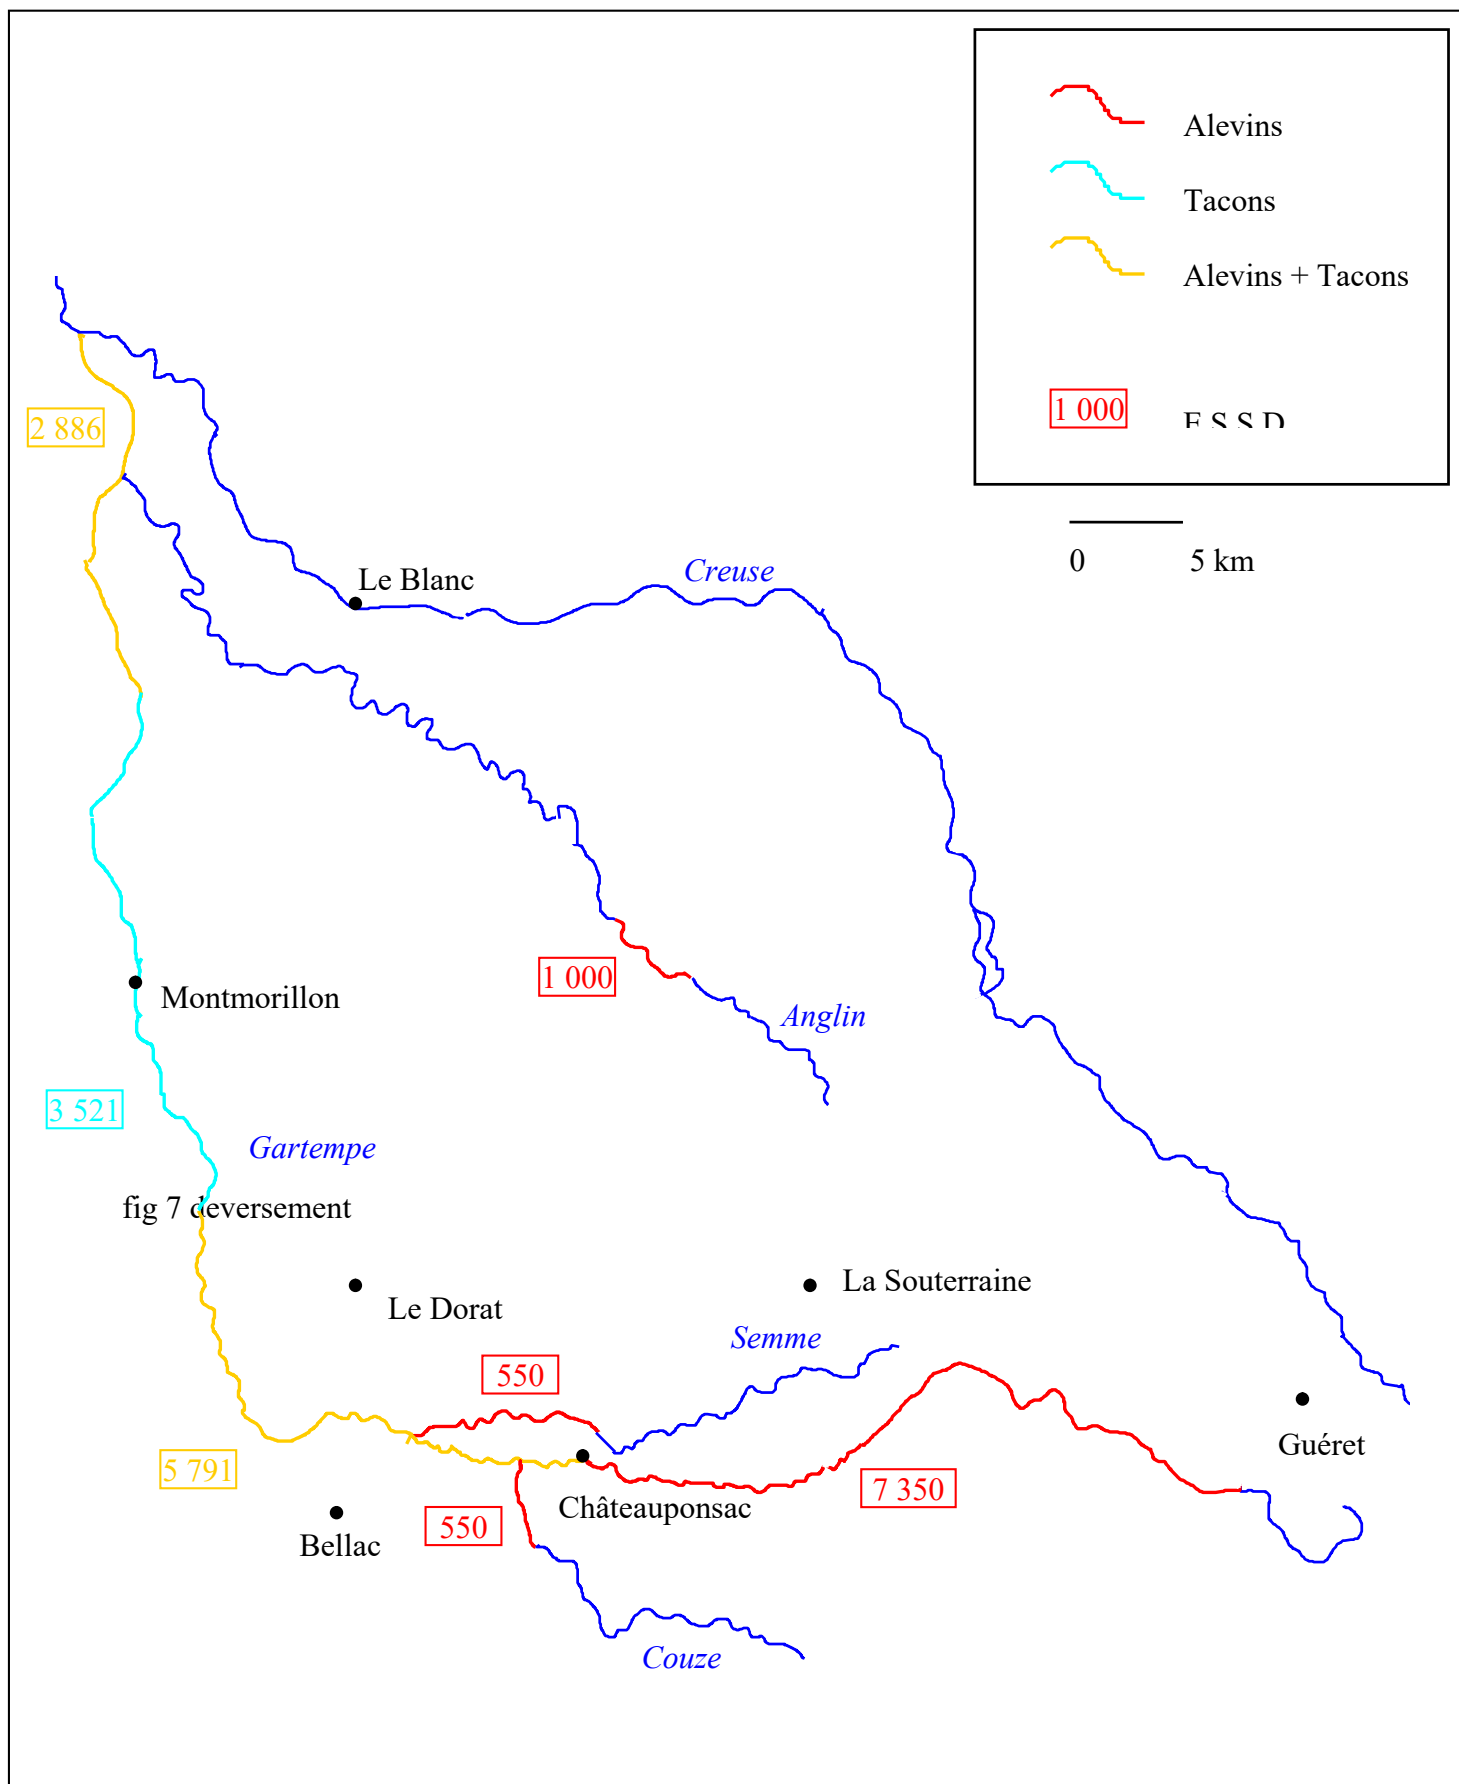 Alevins
Tacons
Alevins + Tacons
2 886
1 000
E S S D
0 5 km
Creuse
Le Blanc
1 000
Montmorillon
Anglin
3 521
Gartempe
fig 7 deversement
La Souterraine
Le Dorat
Semme
550
Guéret
5 791
7 350
Châteauponsac
550
Bellac
Couze